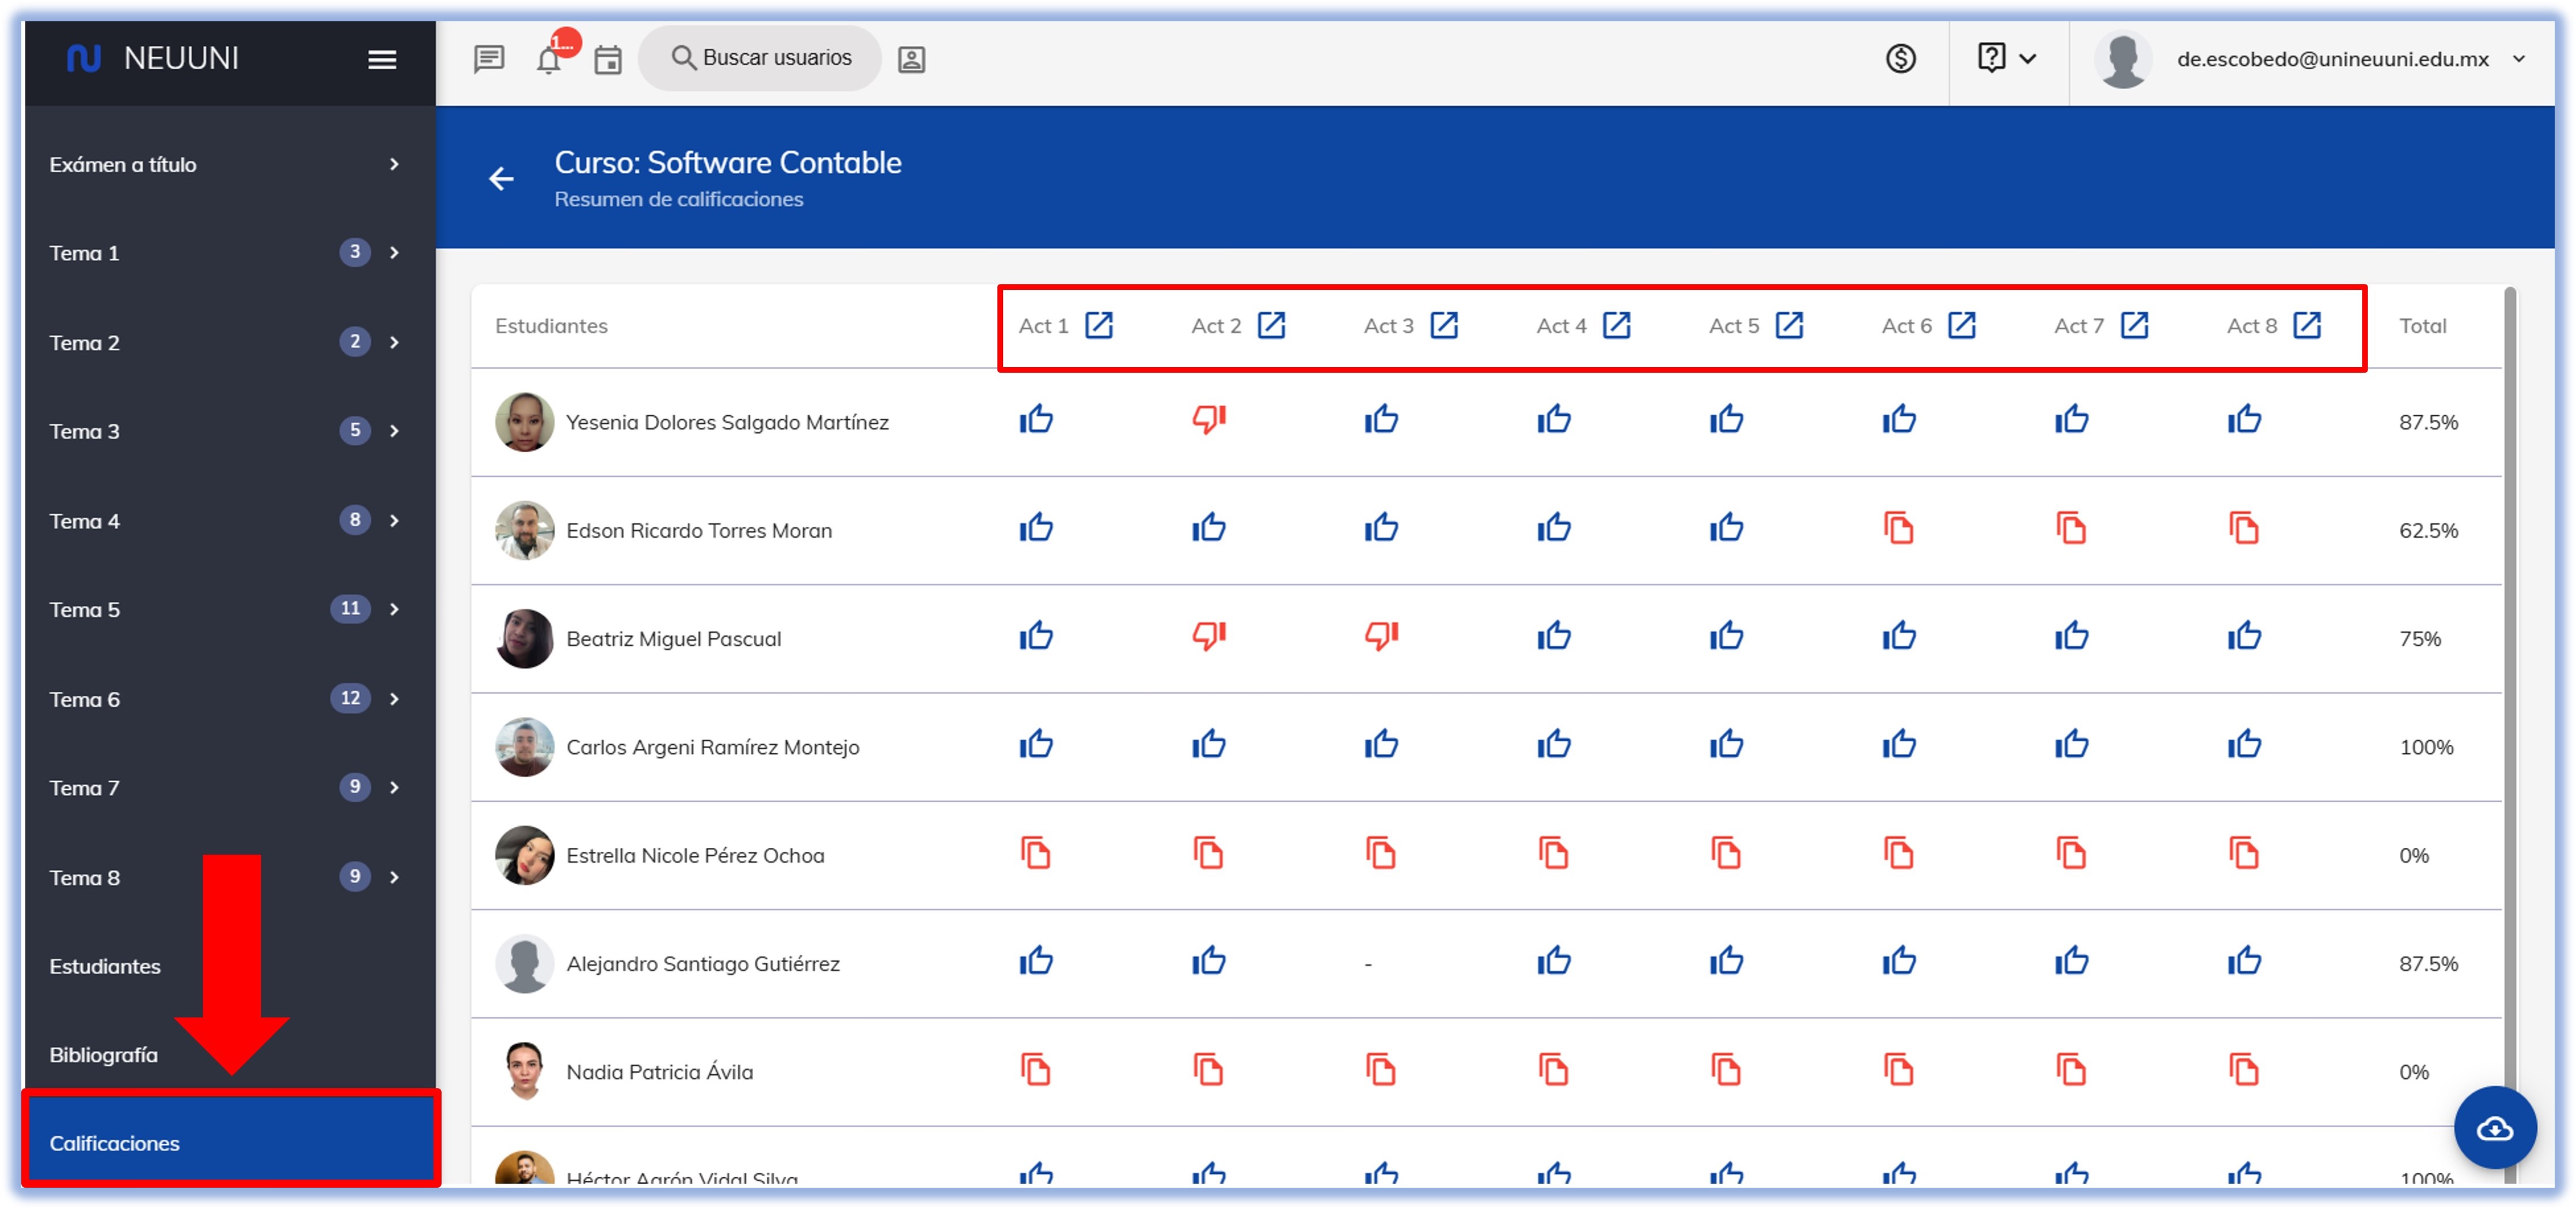 NEUUNI
1...
Buscar usuarios
de.escobedo@unineuuni.edu.mx
Exámen a título
Tema 1 3
Tema 2 2
Tema 3 5
Tema 4 8
Tema 5 11
Tema 6 12
Tema 7 9
Tema 8 9
Estudiantes
Bibliografía
Calificaciones
Curso: Software Contable
Resumen de calificaciones
Estudiantes Act 1 Act 2 Act 3 Act 4 Act 5 Act 6 Act 7 Act 8 Total
Yesenia Dolores Salgado Martínez 87.5%
Edson Ricardo Torres Moran 62.5%
Beatriz Miguel Pascual 75%
Carlos Argeni Ramírez Montejo 100%
Estrella Nicole Pérez Ochoa 0%
Alejandro Santiago Gutiérrez - 87.5%
Nadia Patricia Ávila 0%
Héctor Aarón Vidal Silva 100%